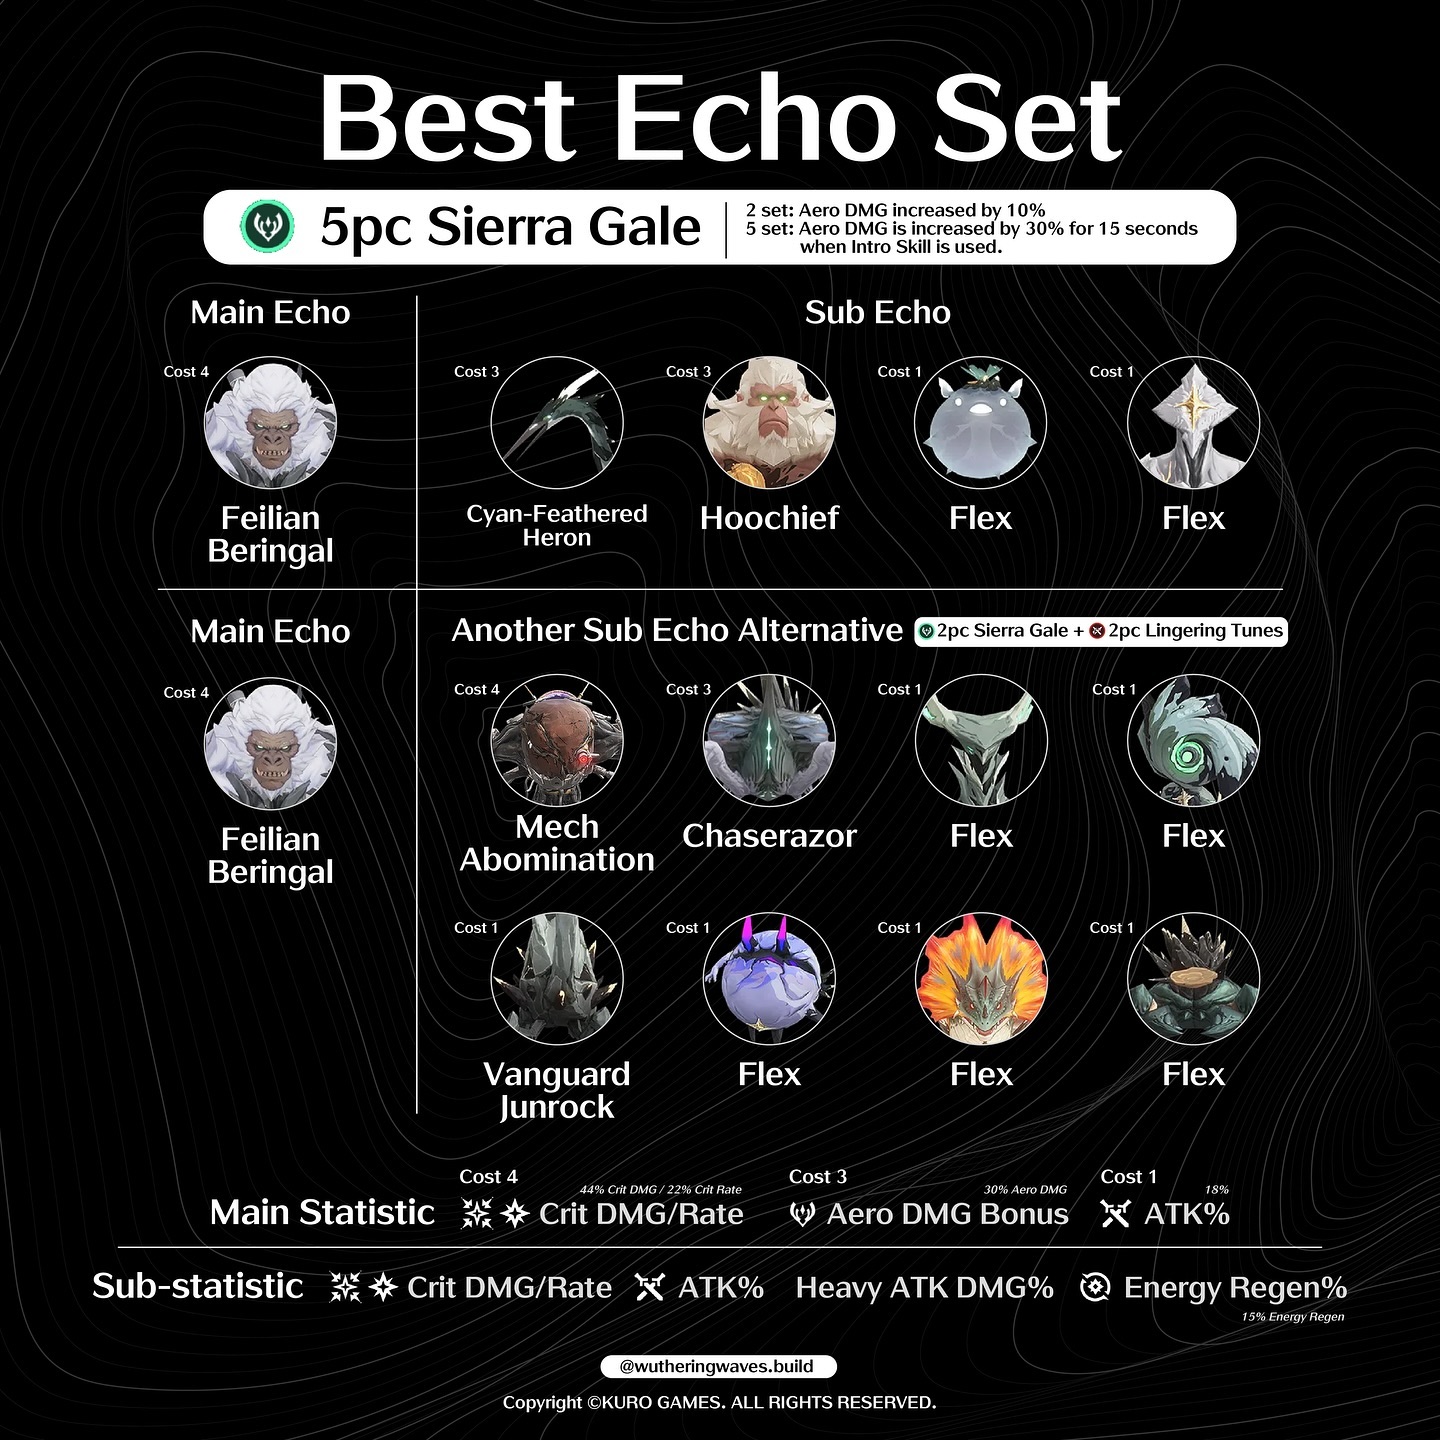 Best Echo Set
5pc Sierra Gale
2 set: Aero DMG increased by 10%
5 set: Aero DMG is increased by 30% for 15 seconds
when Intro Skill is used.
Main Echo
Sub Echo
Cost 4
Cost 3
Cost 3
Cost 1
Cost 1
Feilian
Beringal
Cyan-Feathered
Heron
Hoochief
Flex
Flex
Main Echo
Another Sub Echo Alternative
2pc Sierra Gale + 2pc Lingering Tunes
Cost 4
Cost 4
Cost 3
Cost 1
Cost 1
Feilian
Beringal
Mech
Abomination
Chaserazor
Flex
Flex
Cost 1
Cost 1
Cost 1
Cost 1
Vanguard
Junrock
Flex
Flex
Flex
Main Statistic
Cost 4
44% Crit DMG / 22% Crit Rate
Crit DMG/Rate
Cost 3
30% Aero DMG
Aero DMG Bonus
Cost 1
18%
ATK%
Sub-statistic
Crit DMG/Rate
ATK%
Heavy ATK DMG%
Energy Regen%
15% Energy Regen
@wutheringwaves.build
Copyright ©KURO GAMES. ALL RIGHTS RESERVED.